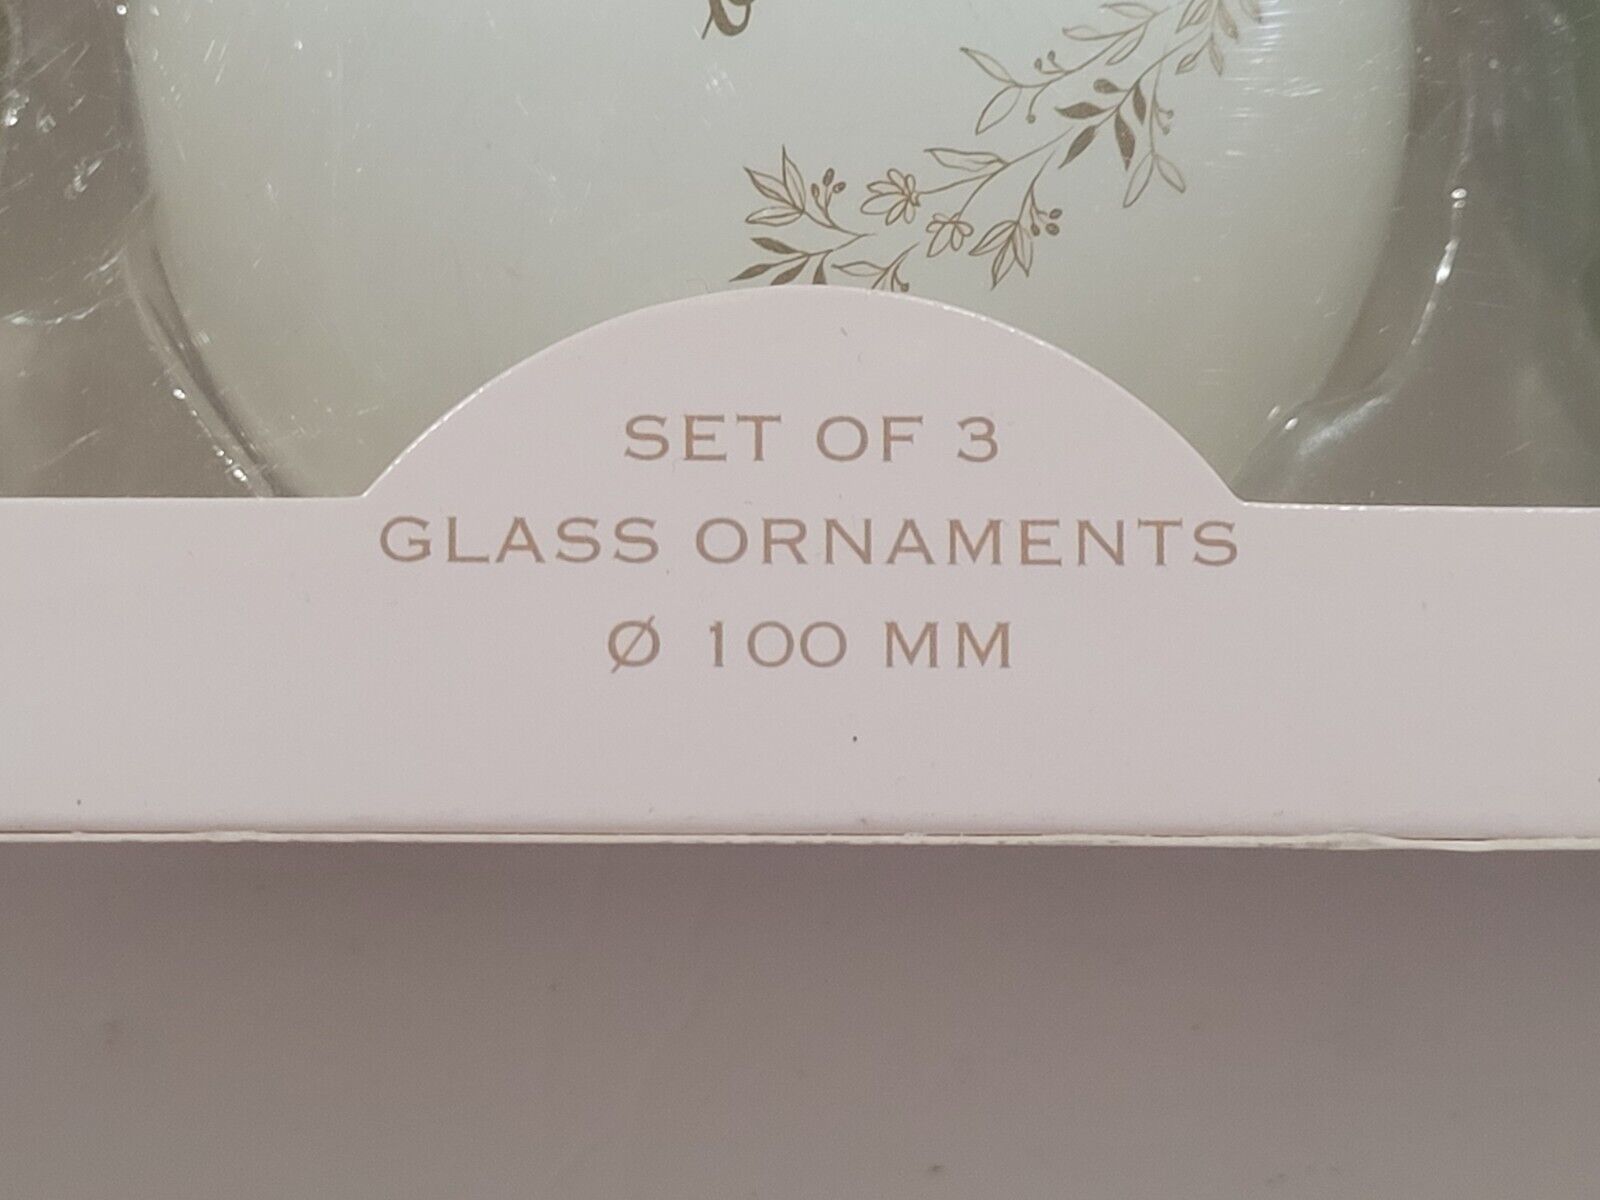 SET OF 3
GLASS ORNAMENTS
Ø 100 MM